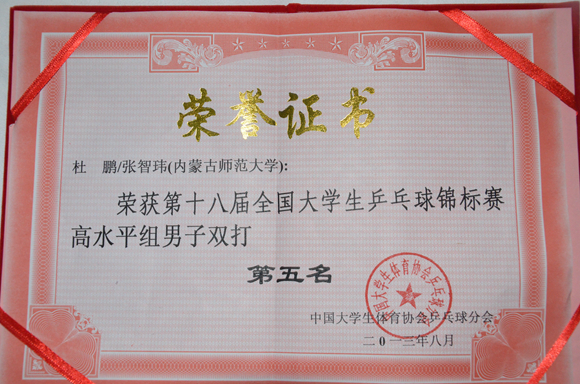 荣誉证书
杜 鹏/张智玮(内蒙古师范大学):
荣获第十八届全国大学生乒乓球锦标赛
高水平组男子双打
第五名
中国大学生体育协会乒乓球分会
二0一三年八月